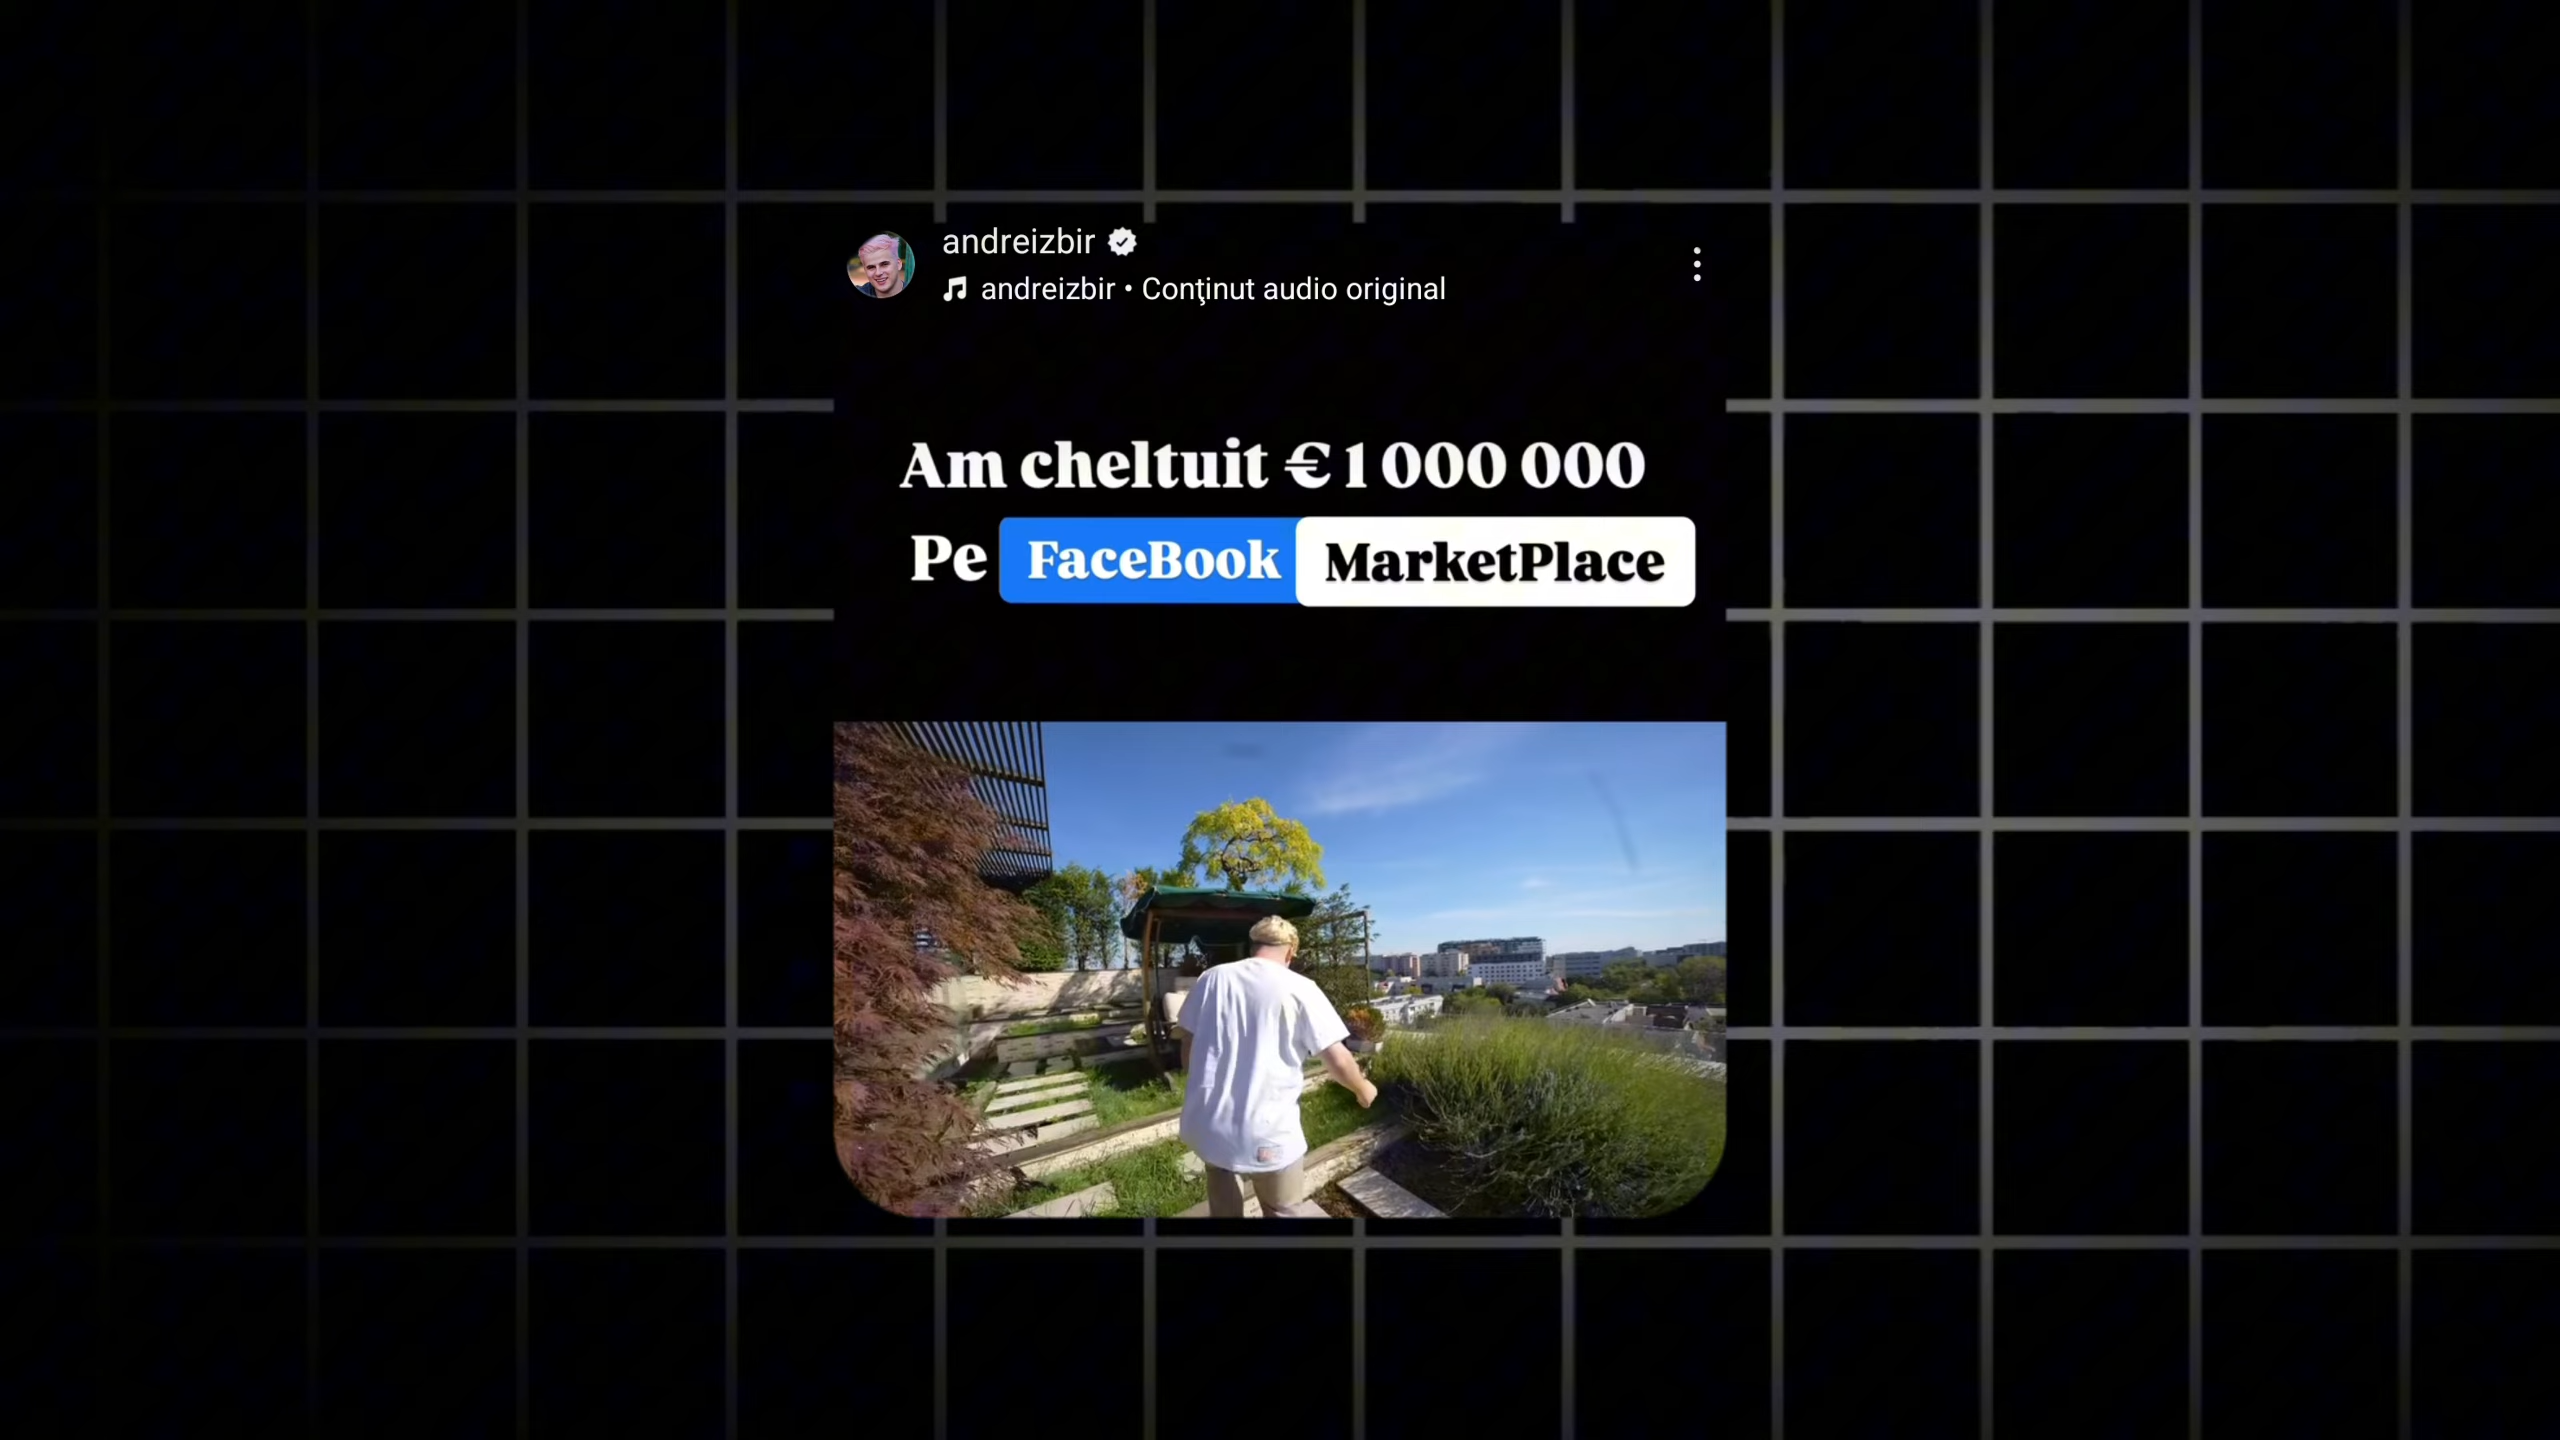 andreizbir
andreizbir • Conţinut audio original
Am cheltuit €1 000 000
Pe FaceBook MarketPlace